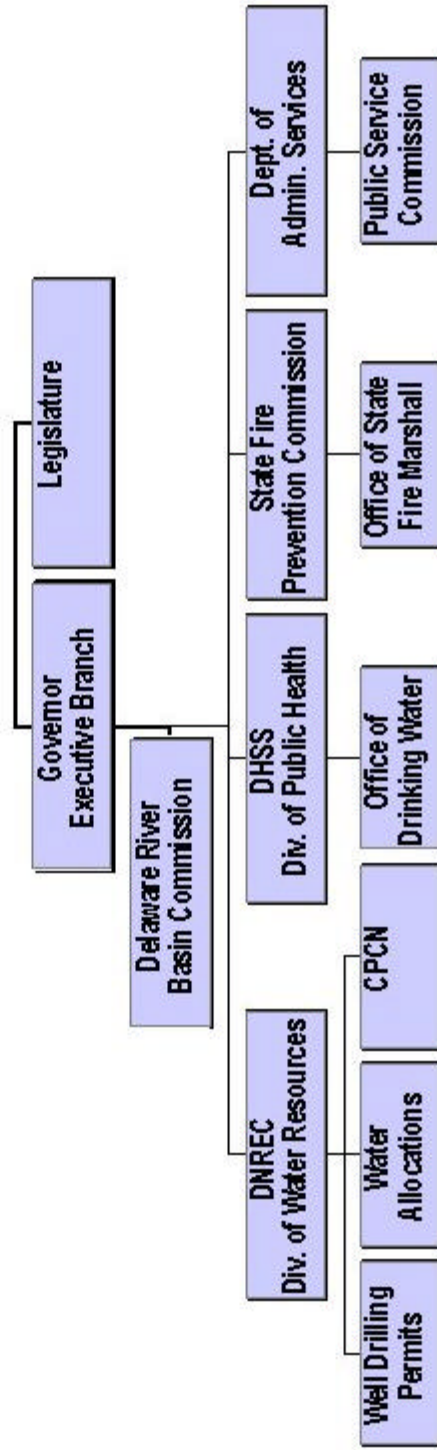 Governor
Executive Branch
Legislature
Delaware River
Basin Commission
DNREC
Div. of Water Resources
DHSS
Div. of Public Health
State Fire
Prevention Commission
Dept. of
Admin. Services
Well Drilling
Permits
Water
Allocations
CPCN
Office of
Drinking Water
Office of State
Fire Marshall
Public Service
Commission